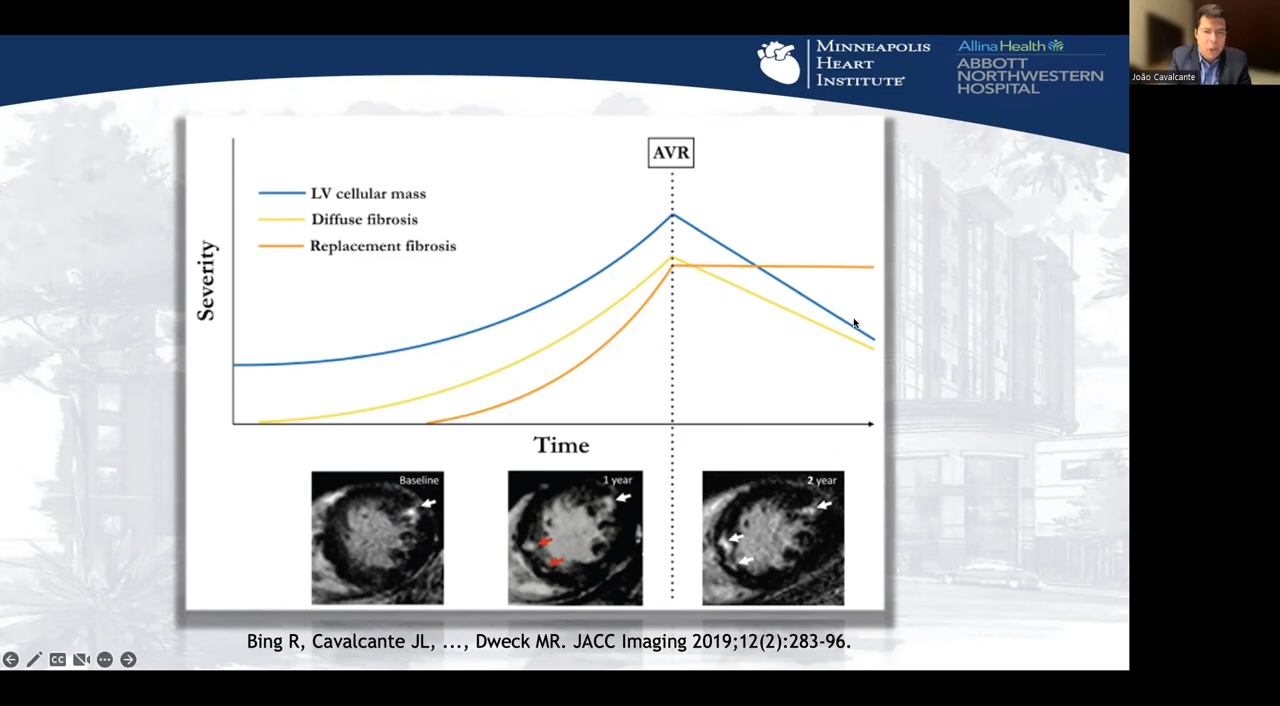 MINNEAPOLIS
HEART
INSTITUTE
AllinaHealth
ABBOTT
NORTHWESTERN
HOSPITAL
João Cavalcante
AVR
LV cellular mass
Diffuse fibrosis
Replacement fibrosis
Severity
Time
Baseline
1 year
2 year
Bing R, Cavalcante JL, ..., Dweck MR. JACC Imaging 2019;12(2):283-96.
CC